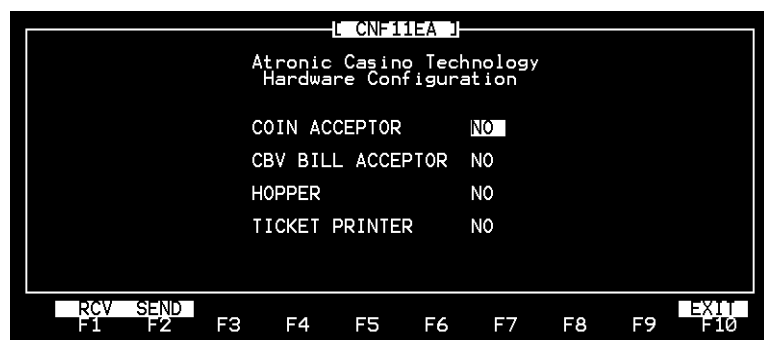 [ CNF11EA ]
Atronic Casino Technology
Hardware Configuration
COIN ACCEPTOR NO
CBV BILL ACCEPTOR NO
HOPPER NO
TICKET PRINTER NO
RCV SEND EXIT
F1 F2 F3 F4 F5 F6 F7 F8 F9 F10